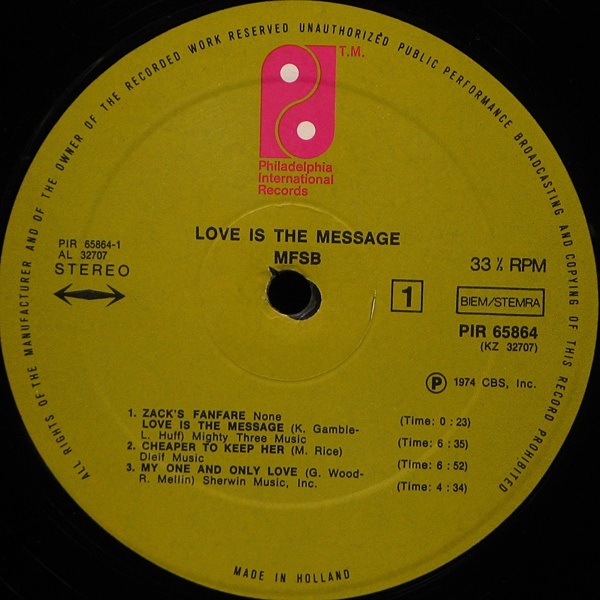 ALL RIGHTS OF THE MANUFACTURER AND OF THE OWNER OF THE RECORDED WORK RESERVED UNAUTHORIZED PUBLIC PERFORMANCE BROADCASTING AND COPYING OF THIS RECORD PROHIBITED
T.M.
Philadelphia
International
Records
LOVE IS THE MESSAGE
MFSB
PIR 65864-1
AL 32707
STEREO
33 ⅓ RPM
1
BIEM/STEMRA
PIR 65864
(KZ 32707)
Ⓟ 1974 CBS, Inc.
1. ZACK'S FANFARE None (Time: 0 : 23)
LOVE IS THE MESSAGE (K. Gamble-
L. Huff) Mighty Three Music (Time: 6 : 35)
2. CHEAPER TO KEEP HER (M. Rice)
Dleif Music (Time: 6 : 52)
3. MY ONE AND ONLY LOVE (G. Wood-
R. Mellin) Sherwin Music, Inc. (Time: 4 : 34)
MADE IN HOLLAND